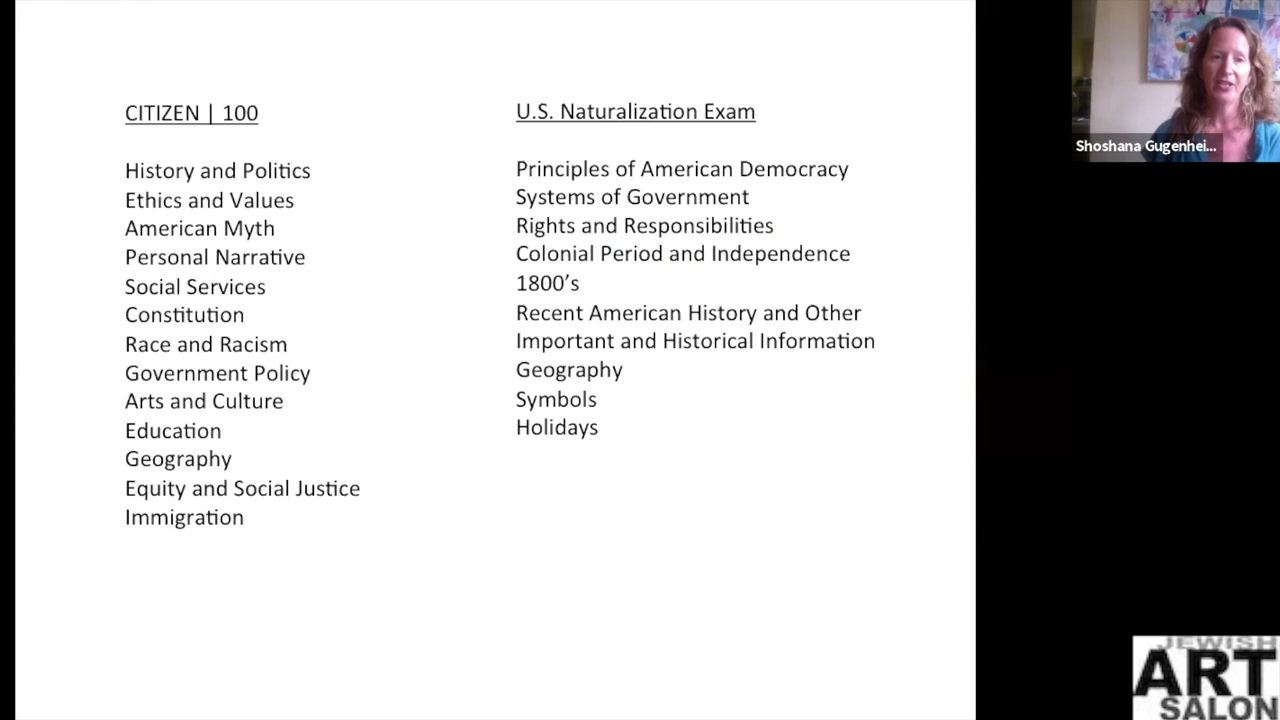 CITIZEN | 100
History and Politics
Ethics and Values
American Myth
Personal Narrative
Social Services
Constitution
Race and Racism
Government Policy
Arts and Culture
Education
Geography
Equity and Social Justice
Immigration
U.S. Naturalization Exam
Principles of American Democracy
Systems of Government
Rights and Responsibilities
Colonial Period and Independence
1800’s
Recent American History and Other
Important and Historical Information
Geography
Symbols
Holidays
Shoshana Gugenhei...
JEWISH
ART
SALON